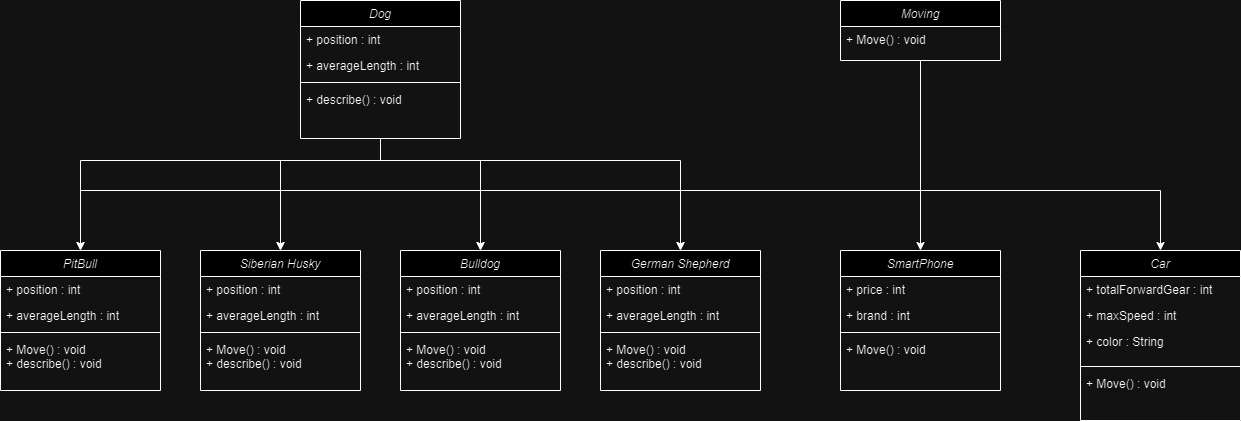 Dog
+ position : int
+ averageLength : int
+ describe() : void
Moving
+ Move() : void
PitBull
+ position : int
+ averageLength : int
+ Move() : void
+ describe() : void
Siberian Husky
+ position : int
+ averageLength : int
+ Move() : void
+ describe() : void
Bulldog
+ position : int
+ averageLength : int
+ Move() : void
+ describe() : void
German Shepherd
+ position : int
+ averageLength : int
+ Move() : void
+ describe() : void
SmartPhone
+ price : int
+ brand : int
+ Move() : void
Car
+ totalForwardGear : int
+ maxSpeed : int
+ color : String
+ Move() : void